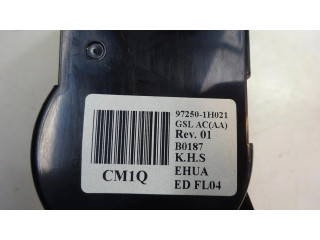 97250-1H021
GSL AC(AA)
Rev. 01
B0187
K.H.S
EHUA
ED FL04
CM1Q